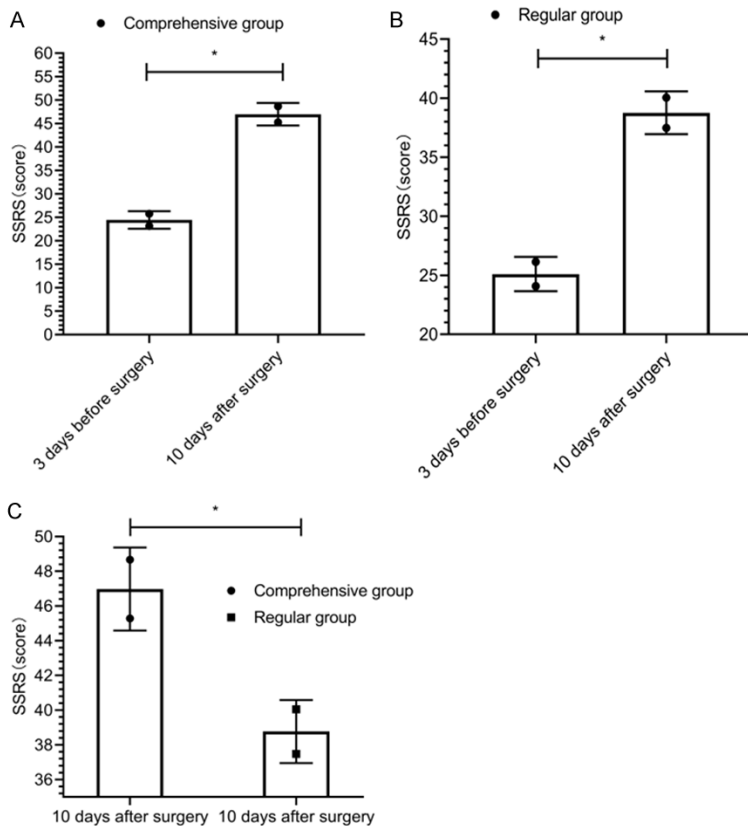 A
Comprehensive group
*
60
55
50
45
40
35
30
25
20
15
10
5
0
SSRS(score)
3 days before surgery
10 days after surgery
B
Regular group
*
45
40
35
30
25
20
SSRS(score)
3 days before surgery
10 days after surgery
C
*
50
48
46
44
42
40
38
36
SSRS(score)
Comprehensive group
Regular group
10 days after surgery 10 days after surgery